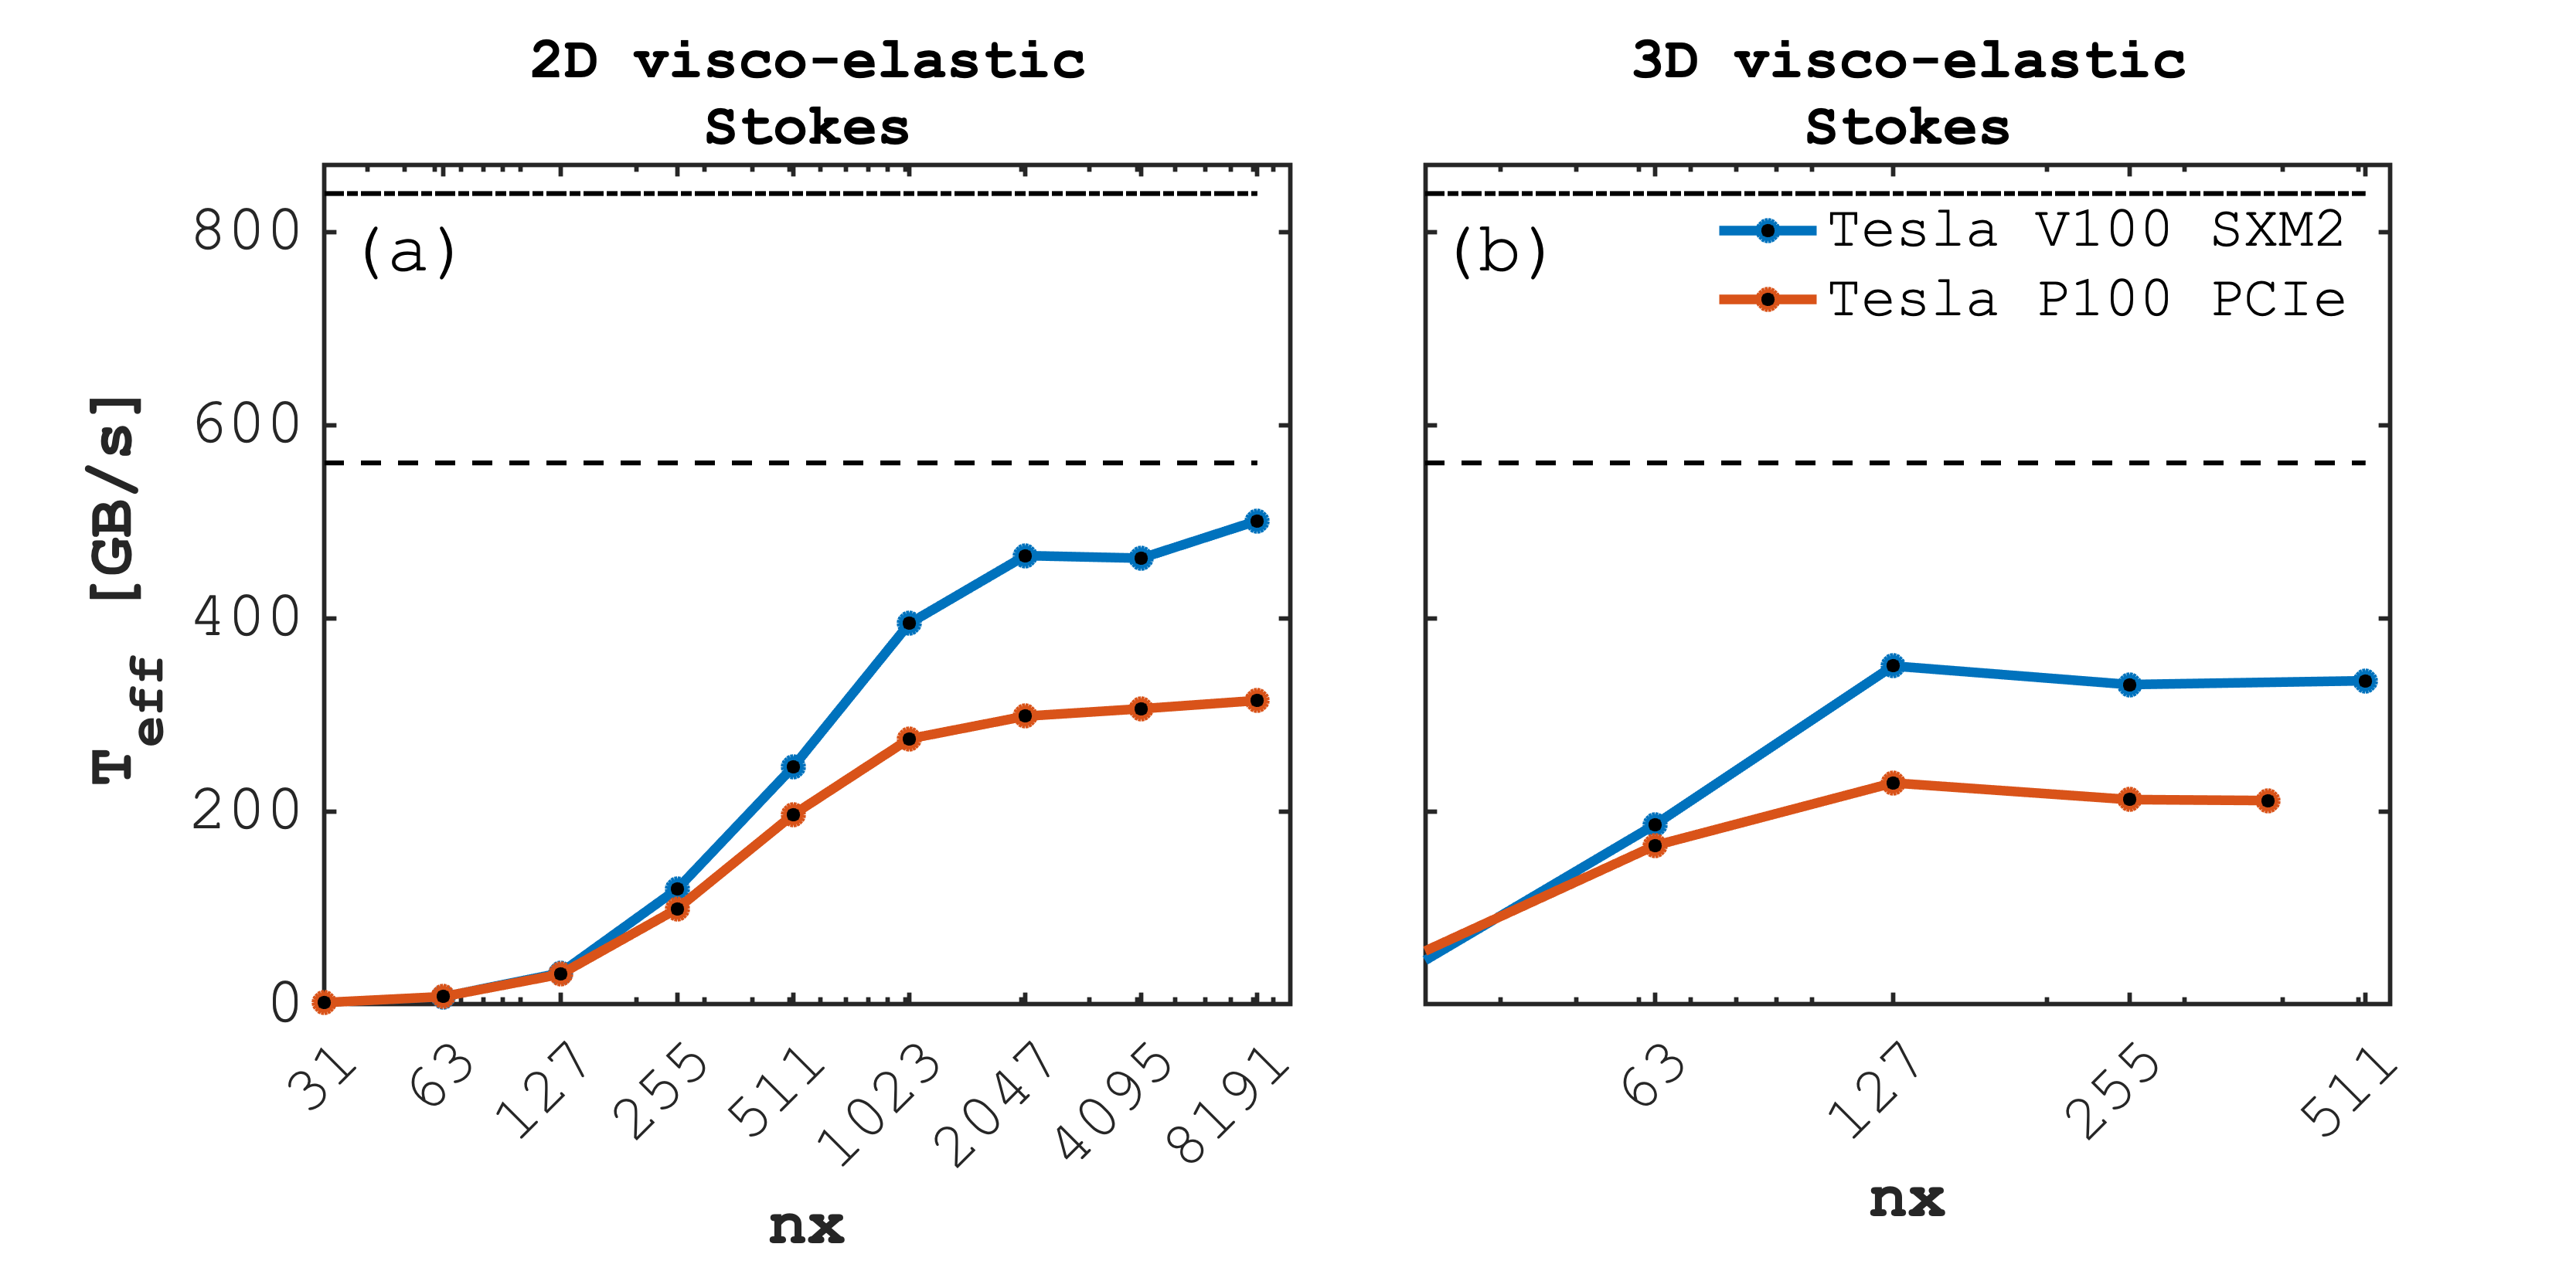 2D visco-elastic
Stokes
(a)
T eff [GB/s]
800
600
400
200
0
31
63
127
255
511
1023
2047
4095
8191
nx
3D visco-elastic
Stokes
(b)
Tesla V100 SXM2
Tesla P100 PCIe
63
127
255
511
nx